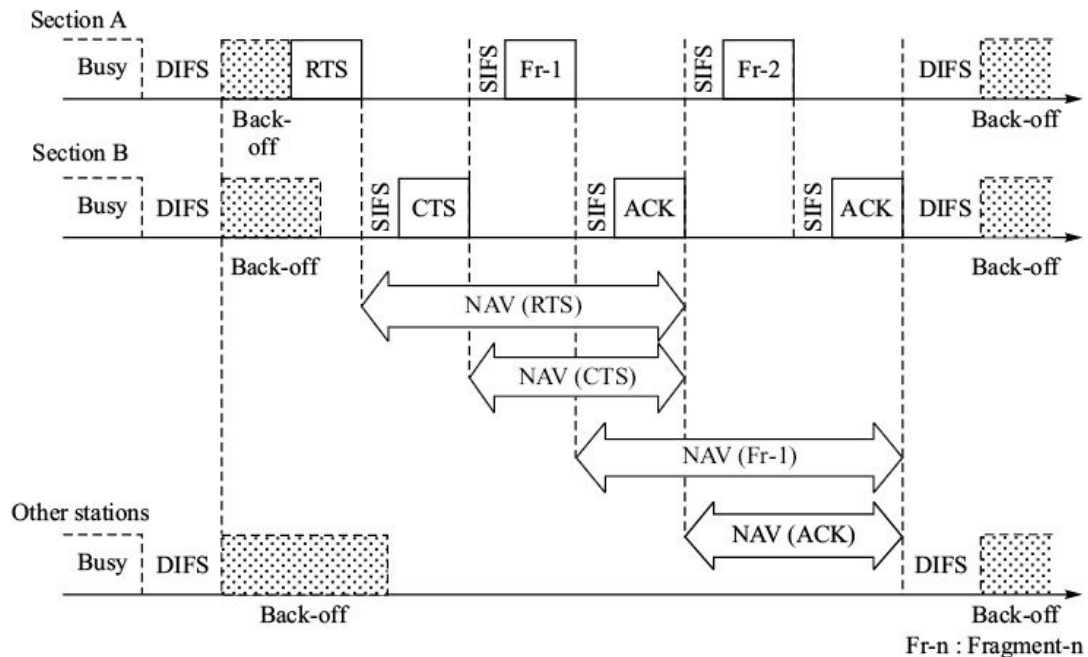 Section A
Busy
DIFS
RTS
SIFS
Fr-1
SIFS
Fr-2
DIFS
Back-
off
Back-off
Section B
Busy
DIFS
SIFS
CTS
SIFS
ACK
SIFS
ACK
DIFS
Back-off
Back-off
NAV (RTS)
NAV (CTS)
NAV (Fr-1)
NAV (ACK)
Other stations
Busy
DIFS
DIFS
Back-off
Back-off
Fr-n : Fragment-n